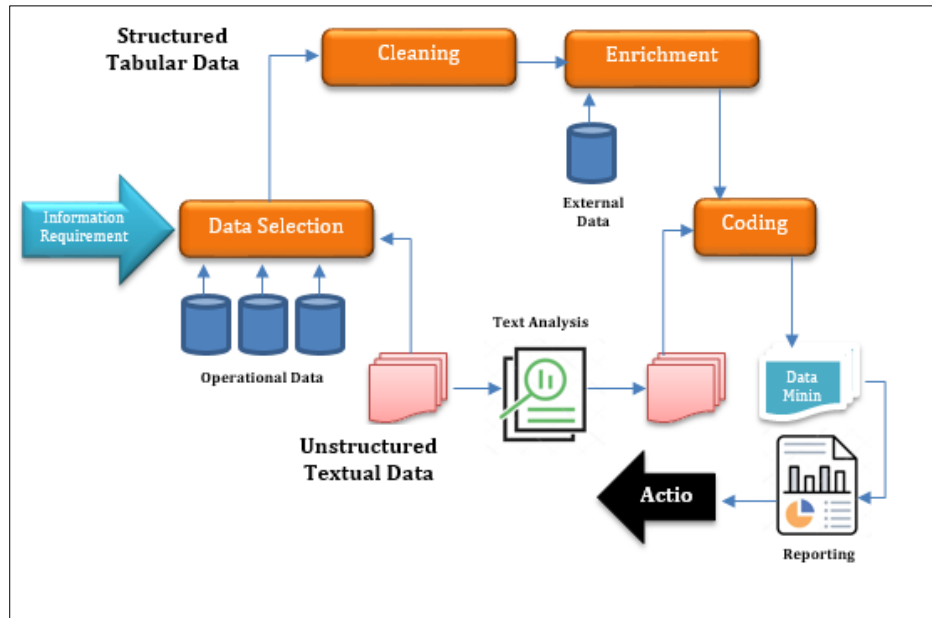 Structured
Tabular Data
Cleaning
Enrichment
External
Data
Information
Requirement
Data Selection
Coding
Operational Data
Text Analysis
Data
Minin
Unstructured
Textual Data
Actio
Reporting